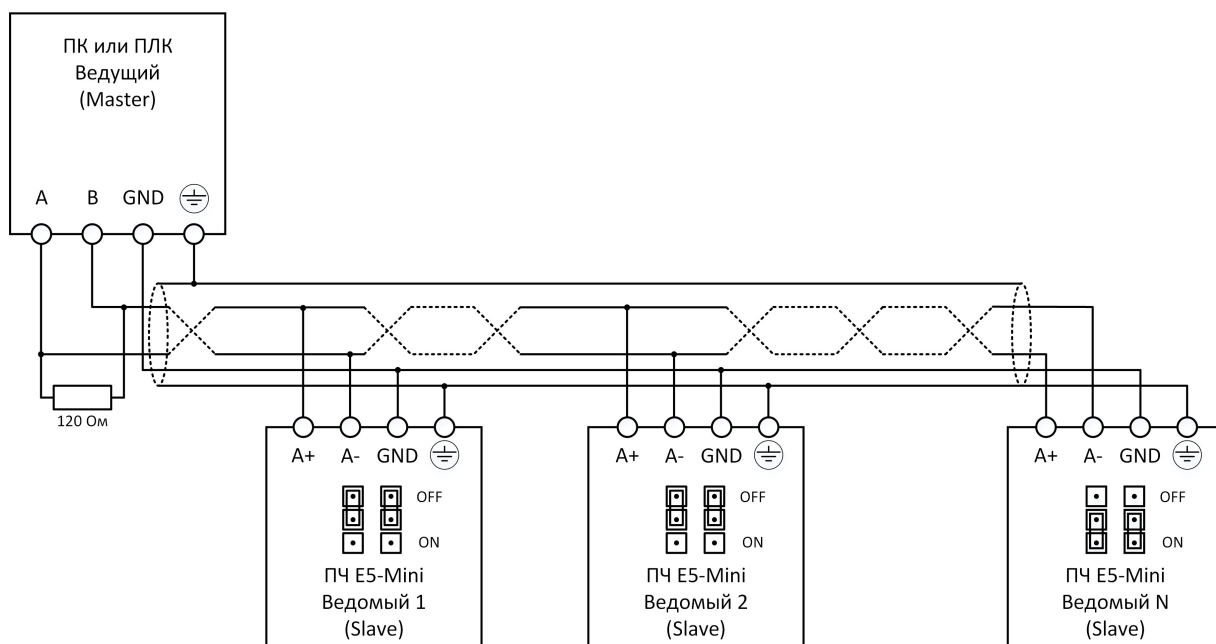 ПК или ПЛК
Ведущий
(Master)
A B GND
120 Ом
A+ A- GND
A+ A- GND
A+ A- GND
OFF
OFF
OFF
ON
ON
ON
ПЧ E5-Mini
Ведомый 1
(Slave)
ПЧ E5-Mini
Ведомый 2
(Slave)
ПЧ E5-Mini
Ведомый N
(Slave)